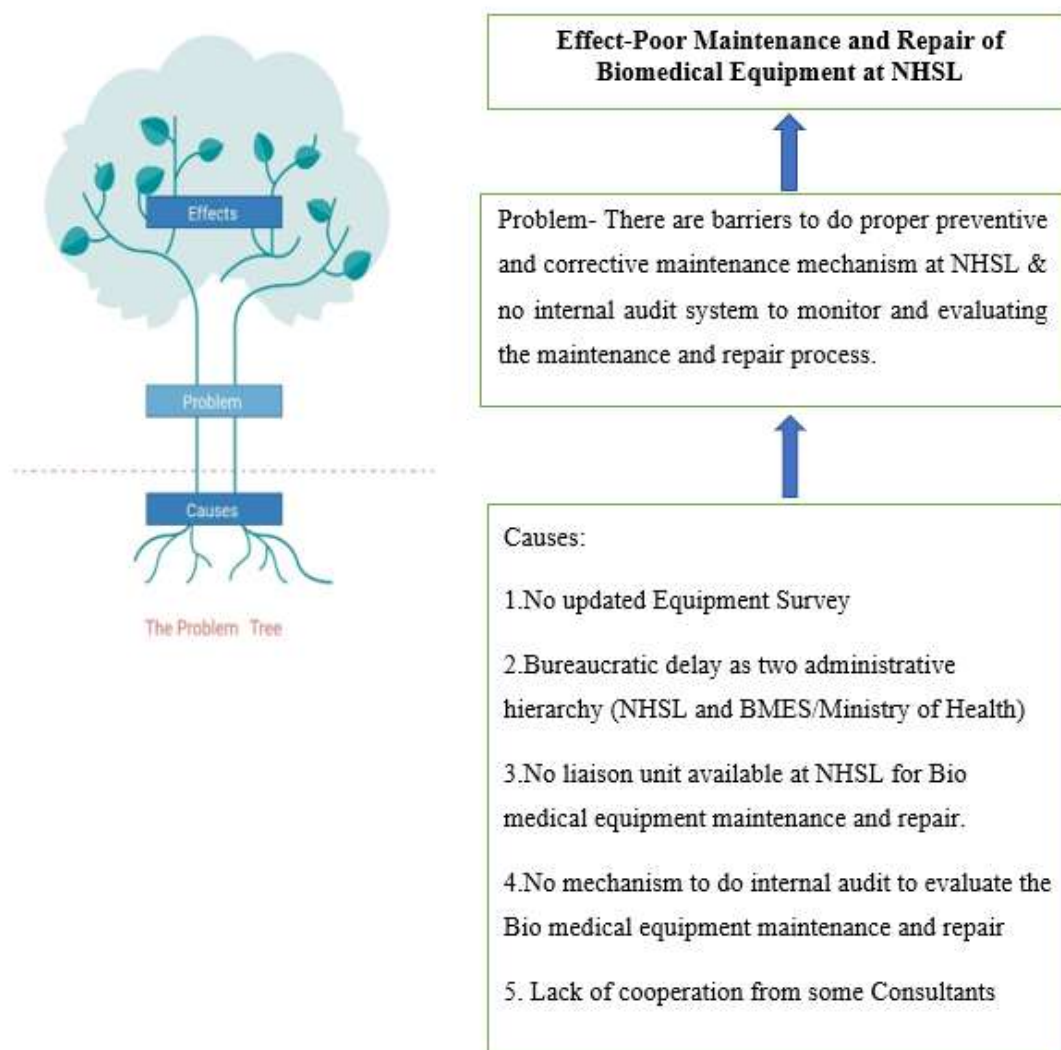 Effects
Problem
Causes
The Problem Tree
Effect-Poor Maintenance and Repair of
Biomedical Equipment at NHSL
Problem- There are barriers to do proper preventive
and corrective maintenance mechanism at NHSL &
no internal audit system to monitor and evaluating
the maintenance and repair process.
Causes:
1.No updated Equipment Survey
2.Bureaucratic delay as two administrative
hierarchy (NHSL and BMES/Ministry of Health)
3.No liaison unit available at NHSL for Bio
medical equipment maintenance and repair.
4.No mechanism to do internal audit to evaluate the
Bio medical equipment maintenance and repair
5. Lack of cooperation from some Consultants